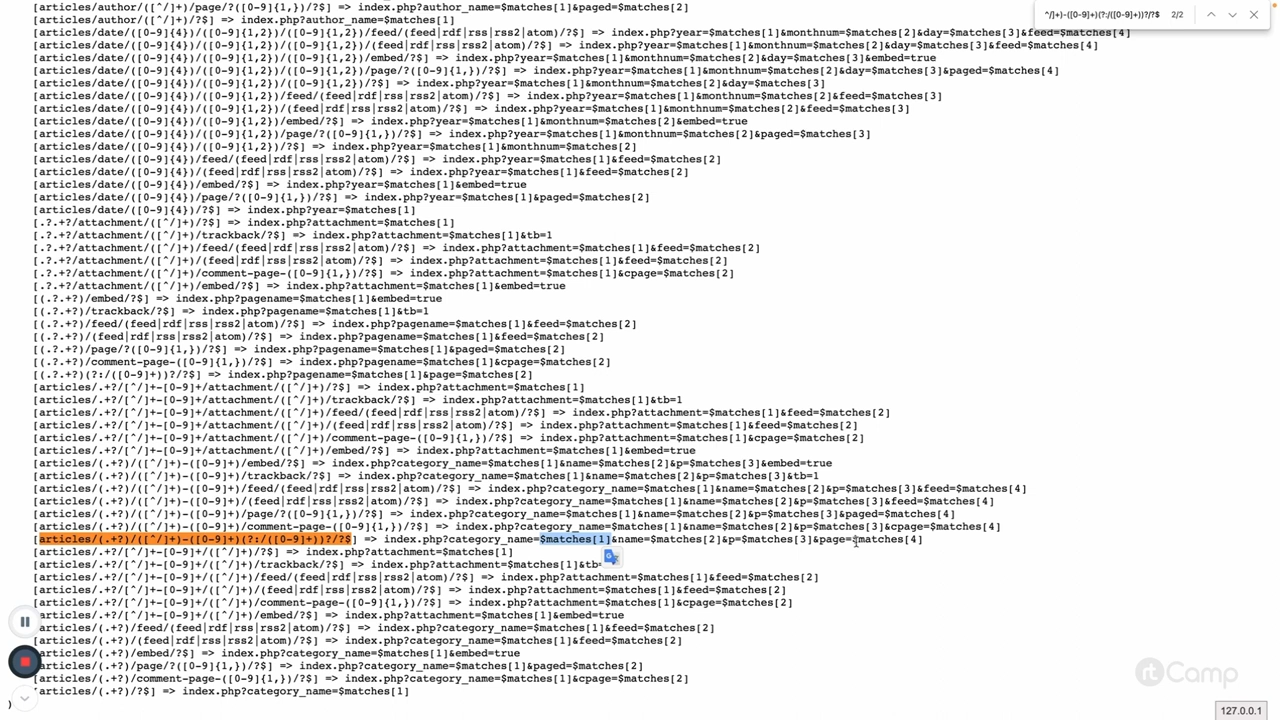 [articles/author/([^/]+)/page/?([0-9]{1,})/?$] => index.php?author_name=$matches[1]&paged=$matches[2]
[articles/author/([^/]+)/?$] => index.php?author_name=$matches[1]
^/]+)-([0-9]+)(?:/([0-9]+))?/?$ 2/2
[articles/date/([0-9]{4})/([0-9]{1,2})/([0-9]{1,2})/feed/(feed|rdf|rss|rss2|atom)/?$] => index.php?year=$matches[1]&monthnum=$matches[2]&day=$matches[3]&feed=$matches[4]
[articles/date/([0-9]{4})/([0-9]{1,2})/([0-9]{1,2})/(feed|rdf|rss|rss2|atom)/?$] => index.php?year=$matches[1]&monthnum=$matches[2]&day=$matches[3]&feed=$matches[4]
[articles/date/([0-9]{4})/([0-9]{1,2})/([0-9]{1,2})/embed/?$] => index.php?year=$matches[1]&monthnum=$matches[2]&day=$matches[3]&embed=true
[articles/date/([0-9]{4})/([0-9]{1,2})/([0-9]{1,2})/page/?([0-9]{1,})/?$] => index.php?year=$matches[1]&monthnum=$matches[2]&day=$matches[3]&paged=$matches[4]
[articles/date/([0-9]{4})/([0-9]{1,2})/([0-9]{1,2})/?$] => index.php?year=$matches[1]&monthnum=$matches[2]&day=$matches[3]
[articles/date/([0-9]{4})/([0-9]{1,2})/feed/(feed|rdf|rss|rss2|atom)/?$] => index.php?year=$matches[1]&monthnum=$matches[2]&feed=$matches[3]
[articles/date/([0-9]{4})/([0-9]{1,2})/(feed|rdf|rss|rss2|atom)/?$] => index.php?year=$matches[1]&monthnum=$matches[2]&feed=$matches[3]
[articles/date/([0-9]{4})/([0-9]{1,2})/embed/?$] => index.php?year=$matches[1]&monthnum=$matches[2]&embed=true
[articles/date/([0-9]{4})/([0-9]{1,2})/page/?([0-9]{1,})/?$] => index.php?year=$matches[1]&monthnum=$matches[2]&paged=$matches[3]
[articles/date/([0-9]{4})/([0-9]{1,2})/?$] => index.php?year=$matches[1]&monthnum=$matches[2]
[articles/date/([0-9]{4})/feed/(feed|rdf|rss|rss2|atom)/?$] => index.php?year=$matches[1]&feed=$matches[2]
[articles/date/([0-9]{4})/(feed|rdf|rss|rss2|atom)/?$] => index.php?year=$matches[1]&feed=$matches[2]
[articles/date/([0-9]{4})/embed/?$] => index.php?year=$matches[1]&embed=true
[articles/date/([0-9]{4})/page/?([0-9]{1,})/?$] => index.php?year=$matches[1]&paged=$matches[2]
[articles/date/([0-9]{4})/?$] => index.php?year=$matches[1]
[.?.+?/attachment/([^/]+)/?$] => index.php?attachment=$matches[1]
[.?.+?/attachment/([^/]+)/trackback/?$] => index.php?attachment=$matches[1]&tb=1
[.?.+?/attachment/([^/]+)/feed/(feed|rdf|rss|rss2|atom)/?$] => index.php?attachment=$matches[1]&feed=$matches[2]
[.?.+?/attachment/([^/]+)/(feed|rdf|rss|rss2|atom)/?$] => index.php?attachment=$matches[1]&feed=$matches[2]
[.?.+?/attachment/([^/]+)/comment-page-([0-9]{1,})/?$] => index.php?attachment=$matches[1]&cpage=$matches[2]
[.?.+?/attachment/([^/]+)/embed/?$] => index.php?attachment=$matches[1]&embed=true
[(.?.+?)/embed/?$] => index.php?pagename=$matches[1]&embed=true
[(.?.+?)/trackback/?$] => index.php?pagename=$matches[1]&tb=1
[(.?.+?)/feed/(feed|rdf|rss|rss2|atom)/?$] => index.php?pagename=$matches[1]&feed=$matches[2]
[(.?.+?)/(feed|rdf|rss|rss2|atom)/?$] => index.php?pagename=$matches[1]&feed=$matches[2]
[(.?.+?)/page/?([0-9]{1,})/?$] => index.php?pagename=$matches[1]&paged=$matches[2]
[(.?.+?)/comment-page-([0-9]{1,})/?$] => index.php?pagename=$matches[1]&cpage=$matches[2]
[(.?.+?)(?:/([0-9]+))?/?$] => index.php?pagename=$matches[1]&page=$matches[2]
[articles/.+?/[^/]+-[0-9]+/attachment/([^/]+)/?$] => index.php?attachment=$matches[1]
[articles/.+?/[^/]+-[0-9]+/attachment/([^/]+)/trackback/?$] => index.php?attachment=$matches[1]&tb=1
[articles/.+?/[^/]+-[0-9]+/attachment/([^/]+)/feed/(feed|rdf|rss|rss2|atom)/?$] => index.php?attachment=$matches[1]&feed=$matches[2]
[articles/.+?/[^/]+-[0-9]+/attachment/([^/]+)/(feed|rdf|rss|rss2|atom)/?$] => index.php?attachment=$matches[1]&feed=$matches[2]
[articles/.+?/[^/]+-[0-9]+/attachment/([^/]+)/comment-page-([0-9]{1,})/?$] => index.php?attachment=$matches[1]&cpage=$matches[2]
[articles/.+?/[^/]+-[0-9]+/attachment/([^/]+)/embed/?$] => index.php?attachment=$matches[1]&embed=true
[articles/(.+?)/([^/]+)-([0-9]+)/embed/?$] => index.php?category_name=$matches[1]&name=$matches[2]&p=$matches[3]&embed=true
[articles/(.+?)/([^/]+)-([0-9]+)/trackback/?$] => index.php?category_name=$matches[1]&name=$matches[2]&p=$matches[3]&tb=1
[articles/(.+?)/([^/]+)-([0-9]+)/feed/(feed|rdf|rss|rss2|atom)/?$] => index.php?category_name=$matches[1]&name=$matches[2]&p=$matches[3]&feed=$matches[4]
[articles/(.+?)/([^/]+)-([0-9]+)/(feed|rdf|rss|rss2|atom)/?$] => index.php?category_name=$matches[1]&name=$matches[2]&p=$matches[3]&feed=$matches[4]
[articles/(.+?)/([^/]+)-([0-9]+)/page/?([0-9]{1,})/?$] => index.php?category_name=$matches[1]&name=$matches[2]&p=$matches[3]&paged=$matches[4]
[articles/(.+?)/([^/]+)-([0-9]+)/comment-page-([0-9]{1,})/?$] => index.php?category_name=$matches[1]&name=$matches[2]&p=$matches[3]&cpage=$matches[4]
[articles/(.+?)/([^/]+)-([0-9]+)(?:/([0-9]+))?/?$] => index.php?category_name=$matches[1]&name=$matches[2]&p=$matches[3]&page=$matches[4]
[articles/.+?/[^/]+-[0-9]+/([^/]+)/?$] => index.php?attachment=$matches[1]
[articles/.+?/[^/]+-[0-9]+/([^/]+)/trackback/?$] => index.php?attachment=$matches[1]&tb=
[articles/.+?/[^/]+-[0-9]+/([^/]+)/feed/(feed|rdf|rss|rss2|atom)/?$] => index.php?attachment=$matches[1]&feed=$matches[2]
[articles/.+?/[^/]+-[0-9]+/([^/]+)/(feed|rdf|rss|rss2|atom)/?$] => index.php?attachment=$matches[1]&feed=$matches[2]
[articles/.+?/[^/]+-[0-9]+/([^/]+)/comment-page-([0-9]{1,})/?$] => index.php?attachment=$matches[1]&cpage=$matches[2]
[articles/.+?/[^/]+-[0-9]+/([^/]+)/embed/?$] => index.php?attachment=$matches[1]&embed=true
[articles/(.+?)/feed/(feed|rdf|rss|rss2|atom)/?$] => index.php?category_name=$matches[1]&feed=$matches[2]
[articles/(.+?)/(feed|rdf|rss|rss2|atom)/?$] => index.php?category_name=$matches[1]&feed=$matches[2]
[articles/(.+?)/embed/?$] => index.php?category_name=$matches[1]&embed=true
[articles/(.+?)/page/?([0-9]{1,})/?$] => index.php?category_name=$matches[1]&paged=$matches[2]
[articles/(.+?)/comment-page-([0-9]{1,})/?$] => index.php?category_name=$matches[1]&cpage=$matches[2]
[articles/(.+?)/?$] => index.php?category_name=$matches[1]
)
rtCamp
127.0.0.1